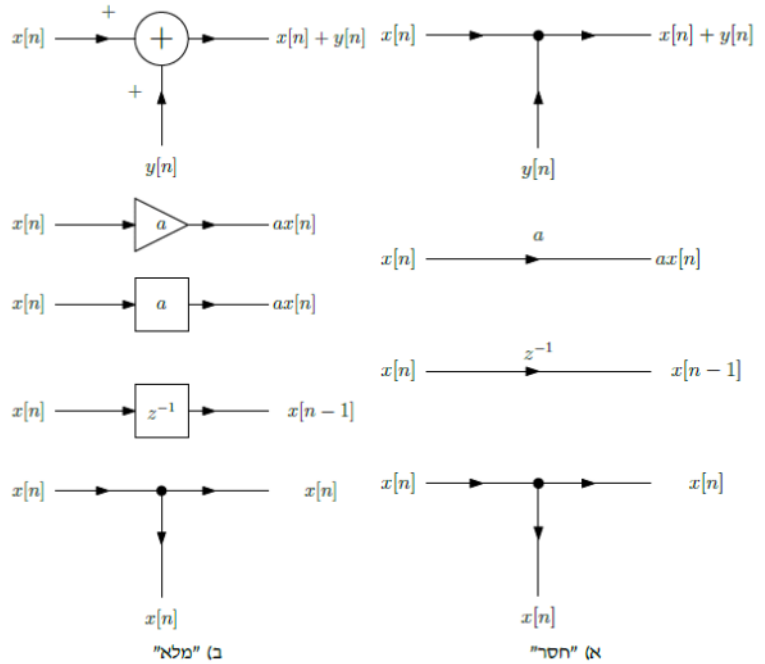 +
x[n] + x[n] + y[n] x[n] x[n] + y[n]
+
y[n] y[n]
x[n] a ax[n]
a
x[n] ax[n]
x[n] a ax[n]
z⁻¹
x[n] x[n − 1]
x[n] z⁻¹ x[n − 1]
x[n] x[n] x[n] x[n]
x[n] x[n]
א) "חסר" ב) "מלא"